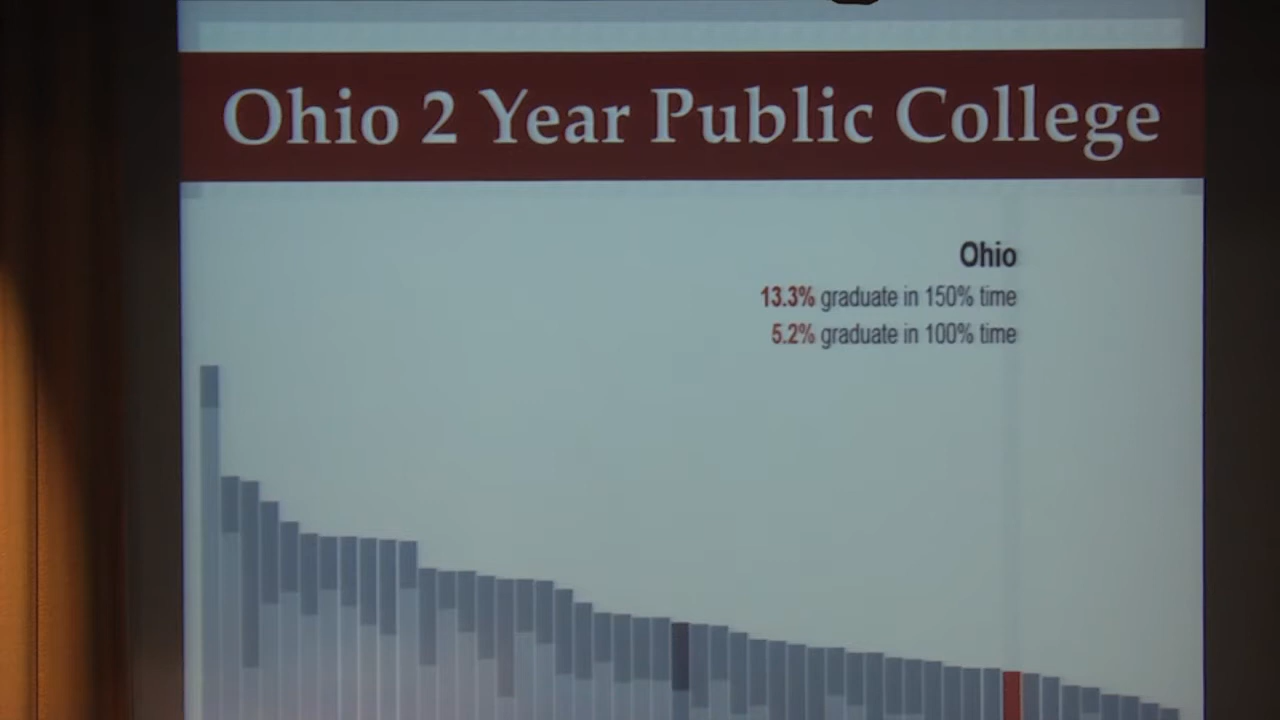 Ohio 2 Year Public College
Ohio
13.3% graduate in 150% time
5.2% graduate in 100% time